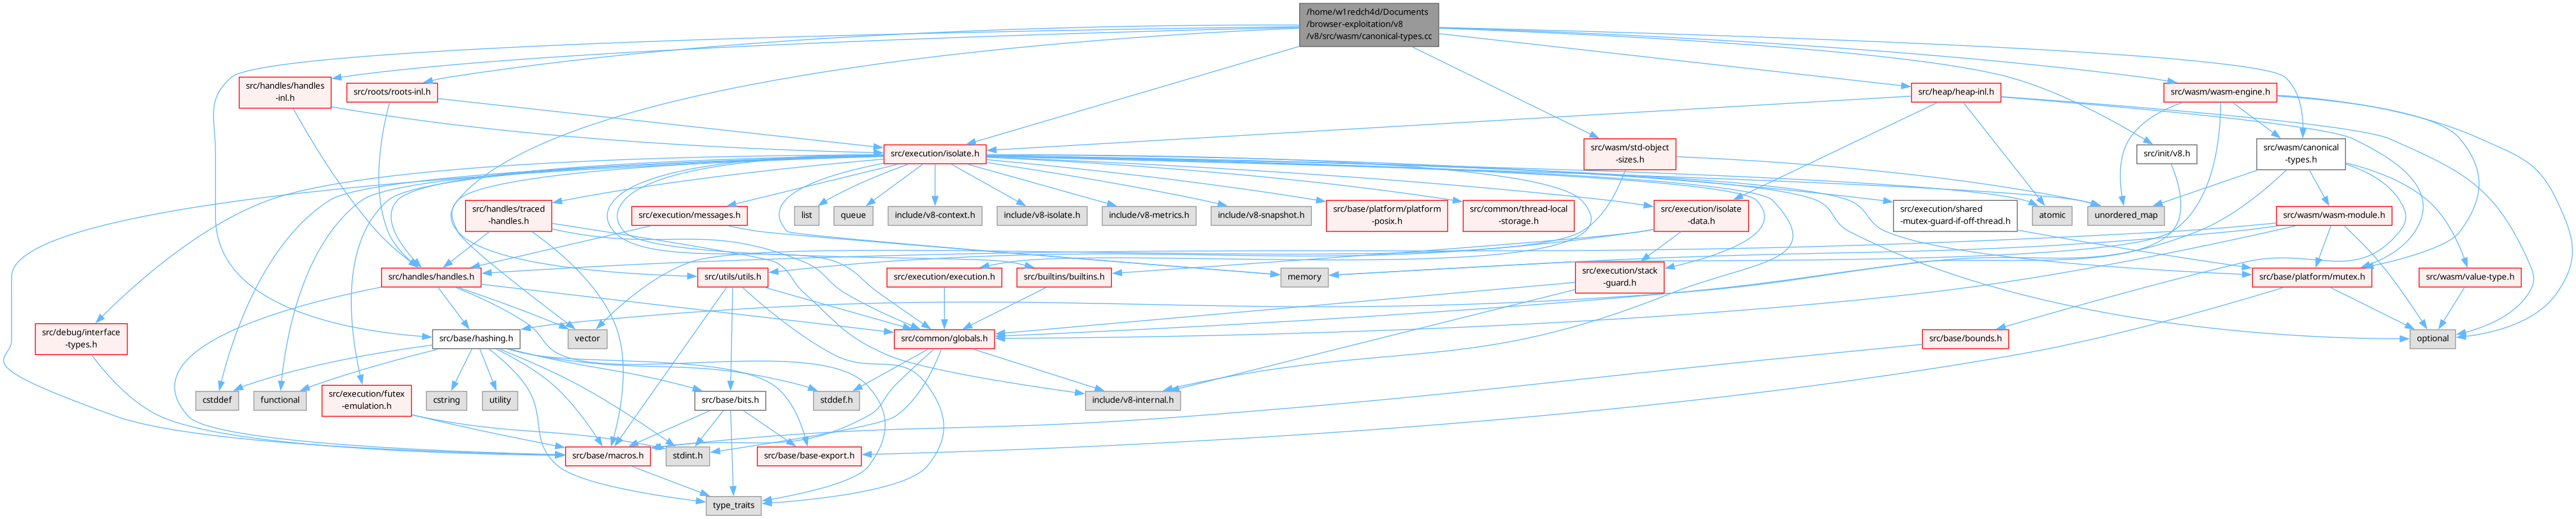 /home/w1redch4d/Documents
/browser-exploitation/v8
/v8/src/wasm/canonical-types.cc
src/handles/handles
-inl.h
src/roots/roots-inl.h
src/heap/heap-inl.h
src/wasm/wasm-engine.h
src/execution/isolate.h
src/wasm/std-object
-sizes.h
src/init/v8.h
src/wasm/canonical
-types.h
src/handles/traced
-handles.h
src/execution/messages.h
list
queue
include/v8-context.h
include/v8-isolate.h
include/v8-metrics.h
include/v8-snapshot.h
src/base/platform/platform
-posix.h
src/common/thread-local
-storage.h
src/execution/isolate
-data.h
src/execution/shared
-mutex-guard-if-off-thread.h
atomic
unordered_map
src/wasm/wasm-module.h
src/handles/handles.h
src/utils/utils.h
src/execution/execution.h
src/builtins/builtins.h
memory
src/execution/stack
-guard.h
src/base/platform/mutex.h
src/wasm/value-type.h
src/debug/interface
-types.h
src/base/hashing.h
vector
src/common/globals.h
src/base/bounds.h
optional
cstddef
functional
src/execution/futex
-emulation.h
cstring
utility
src/base/bits.h
stddef.h
include/v8-internal.h
src/base/macros.h
stdint.h
src/base/base-export.h
type_traits